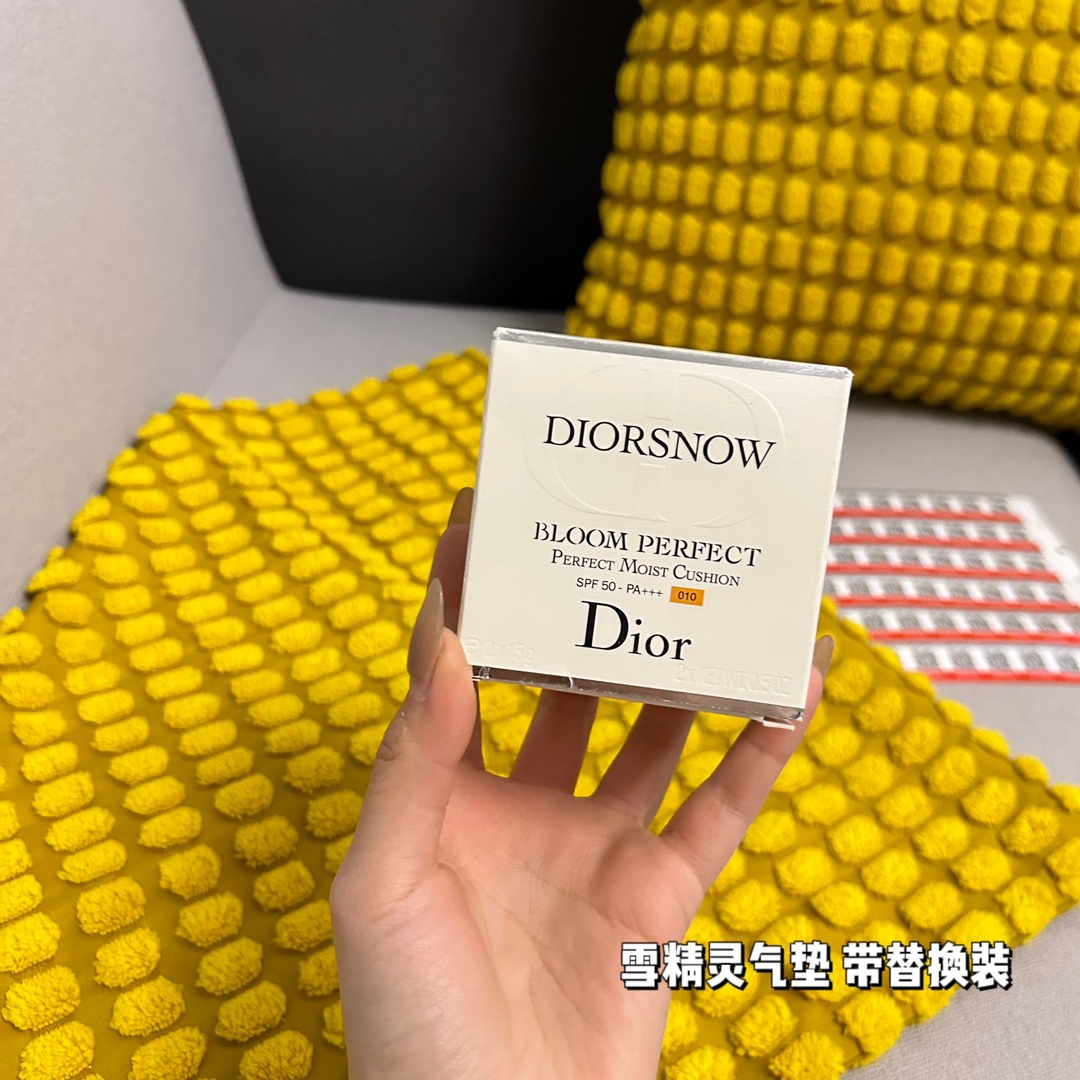 DIORSNOW
BLOOM PERFECT
PERFECT MOIST CUSHION
SPF 50 - PA+++ 010
Dior
雪精灵气垫 带替换装